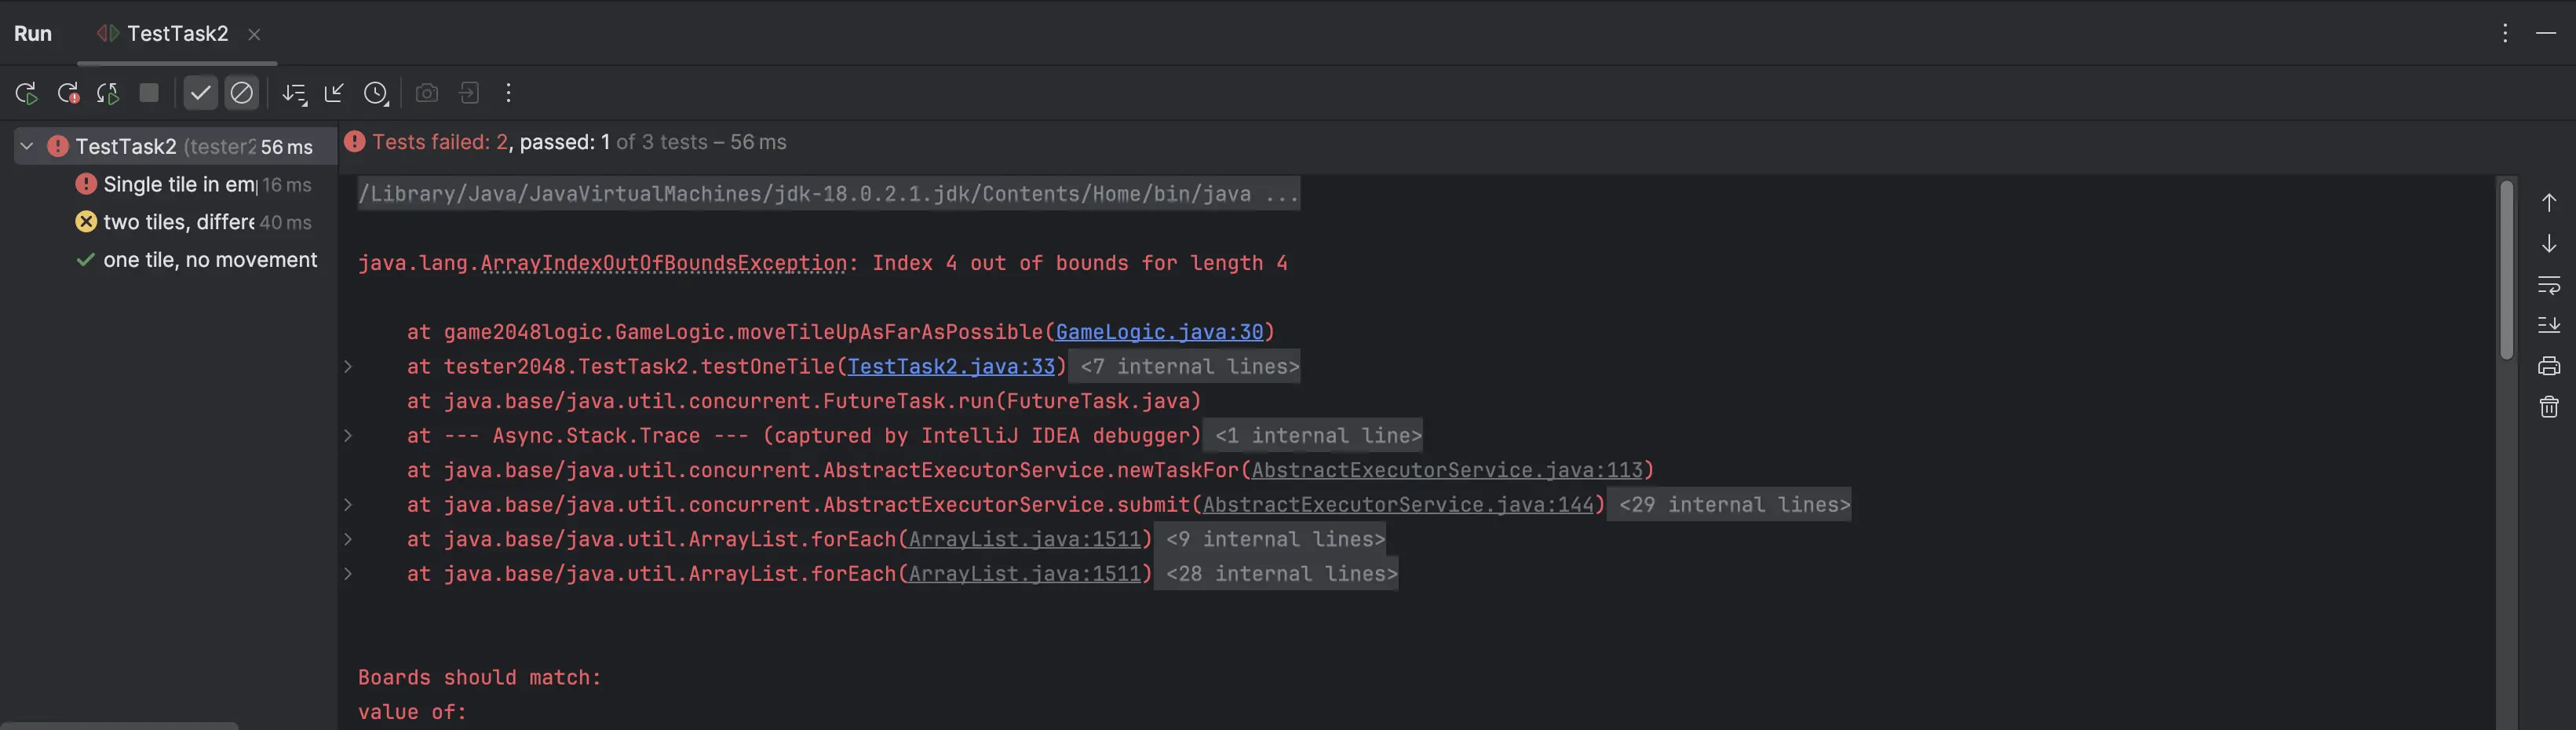 Run TestTask2
TestTask2 (tester2 56 ms
Single tile in em 16 ms
two tiles, differe 40 ms
one tile, no movement
Tests failed: 2, passed: 1 of 3 tests – 56 ms
/Library/Java/JavaVirtualMachines/jdk-18.0.2.1.jdk/Contents/Home/bin/java ...
java.lang.ArrayIndexOutOfBoundsException: Index 4 out of bounds for length 4
at game2048logic.GameLogic.moveTileUpAsFarAsPossible(GameLogic.java:30)
at tester2048.TestTask2.testOneTile(TestTask2.java:33) <7 internal lines>
at java.base/java.util.concurrent.FutureTask.run(FutureTask.java)
at --- Async.Stack.Trace --- (captured by IntelliJ IDEA debugger) <1 internal line>
at java.base/java.util.concurrent.AbstractExecutorService.newTaskFor(AbstractExecutorService.java:113)
at java.base/java.util.concurrent.AbstractExecutorService.submit(AbstractExecutorService.java:144) <29 internal lines>
at java.base/java.util.ArrayList.forEach(ArrayList.java:1511) <9 internal lines>
at java.base/java.util.ArrayList.forEach(ArrayList.java:1511) <28 internal lines>
Boards should match:
value of: